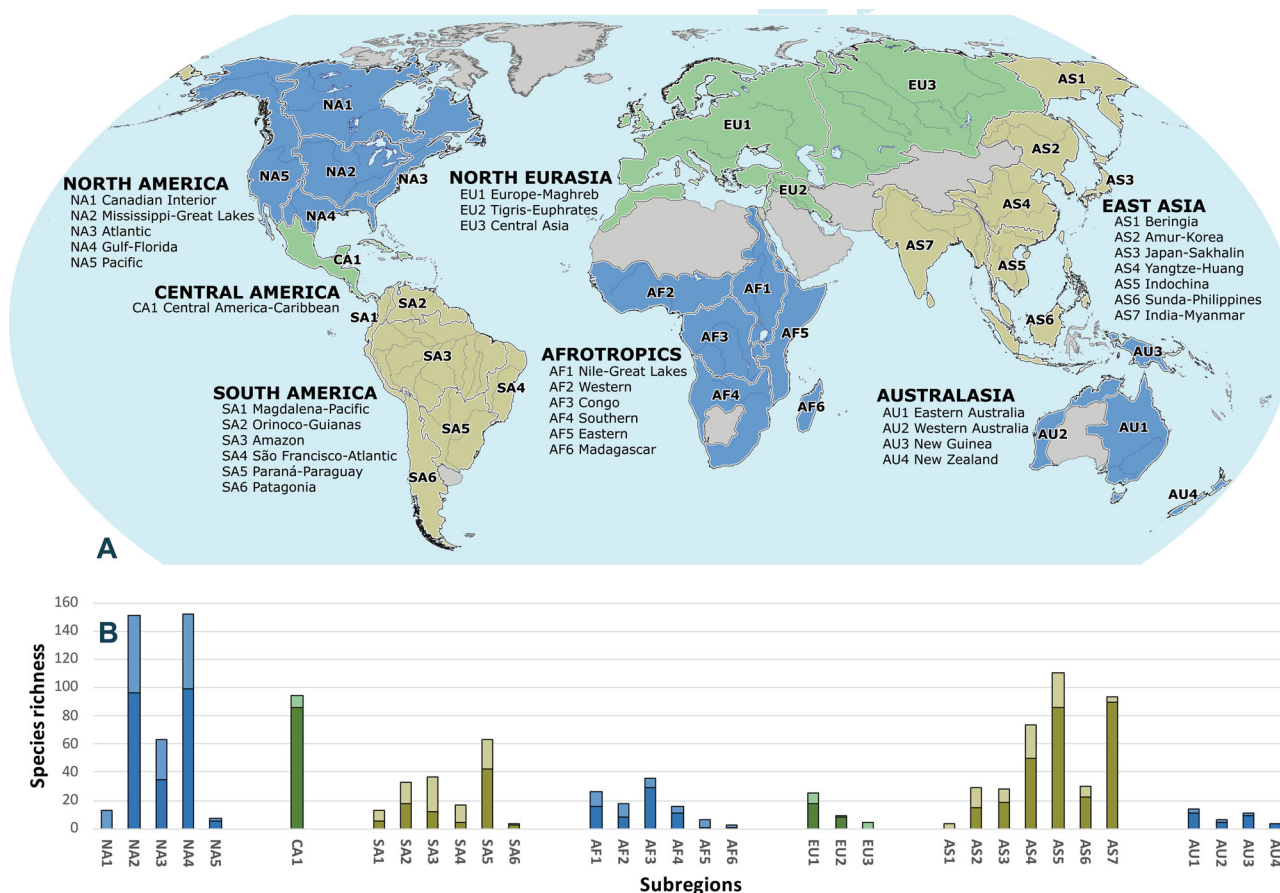 NA1
NA2
NA3
NA4
NA5
CA1
SA1
SA2
SA3
SA4
SA5
SA6
EU1
EU2
EU3
AF1
AF2
AF3
AF4
AF5
AF6
AS1
AS2
AS3
AS4
AS5
AS6
AS7
AU1
AU2
AU3
AU4
NORTH AMERICA
NA1 Canadian Interior
NA2 Mississippi-Great Lakes
NA3 Atlantic
NA4 Gulf-Florida
NA5 Pacific
CENTRAL AMERICA
CA1 Central America-Caribbean
SOUTH AMERICA
SA1 Magdalena-Pacific
SA2 Orinoco-Guianas
SA3 Amazon
SA4 São Francisco-Atlantic
SA5 Paraná-Paraguay
SA6 Patagonia
NORTH EURASIA
EU1 Europe-Maghreb
EU2 Tigris-Euphrates
EU3 Central Asia
AFROTROPICS
AF1 Nile-Great Lakes
AF2 Western
AF3 Congo
AF4 Southern
AF5 Eastern
AF6 Madagascar
EAST ASIA
AS1 Beringia
AS2 Amur-Korea
AS3 Japan-Sakhalin
AS4 Yangtze-Huang
AS5 Indochina
AS6 Sunda-Philippines
AS7 India-Myanmar
AUSTRALASIA
AU1 Eastern Australia
AU2 Western Australia
AU3 New Guinea
AU4 New Zealand
A
B
Species richness
160
140
120
100
80
60
40
20
0
NA1
NA2
NA3
NA4
NA5
CA1
SA1
SA2
SA3
SA4
SA5
SA6
AF1
AF2
AF3
AF4
AF5
AF6
EU1
EU2
EU3
AS1
AS2
AS3
AS4
AS5
AS6
AS7
AU1
AU2
AU3
AU4
Subregions